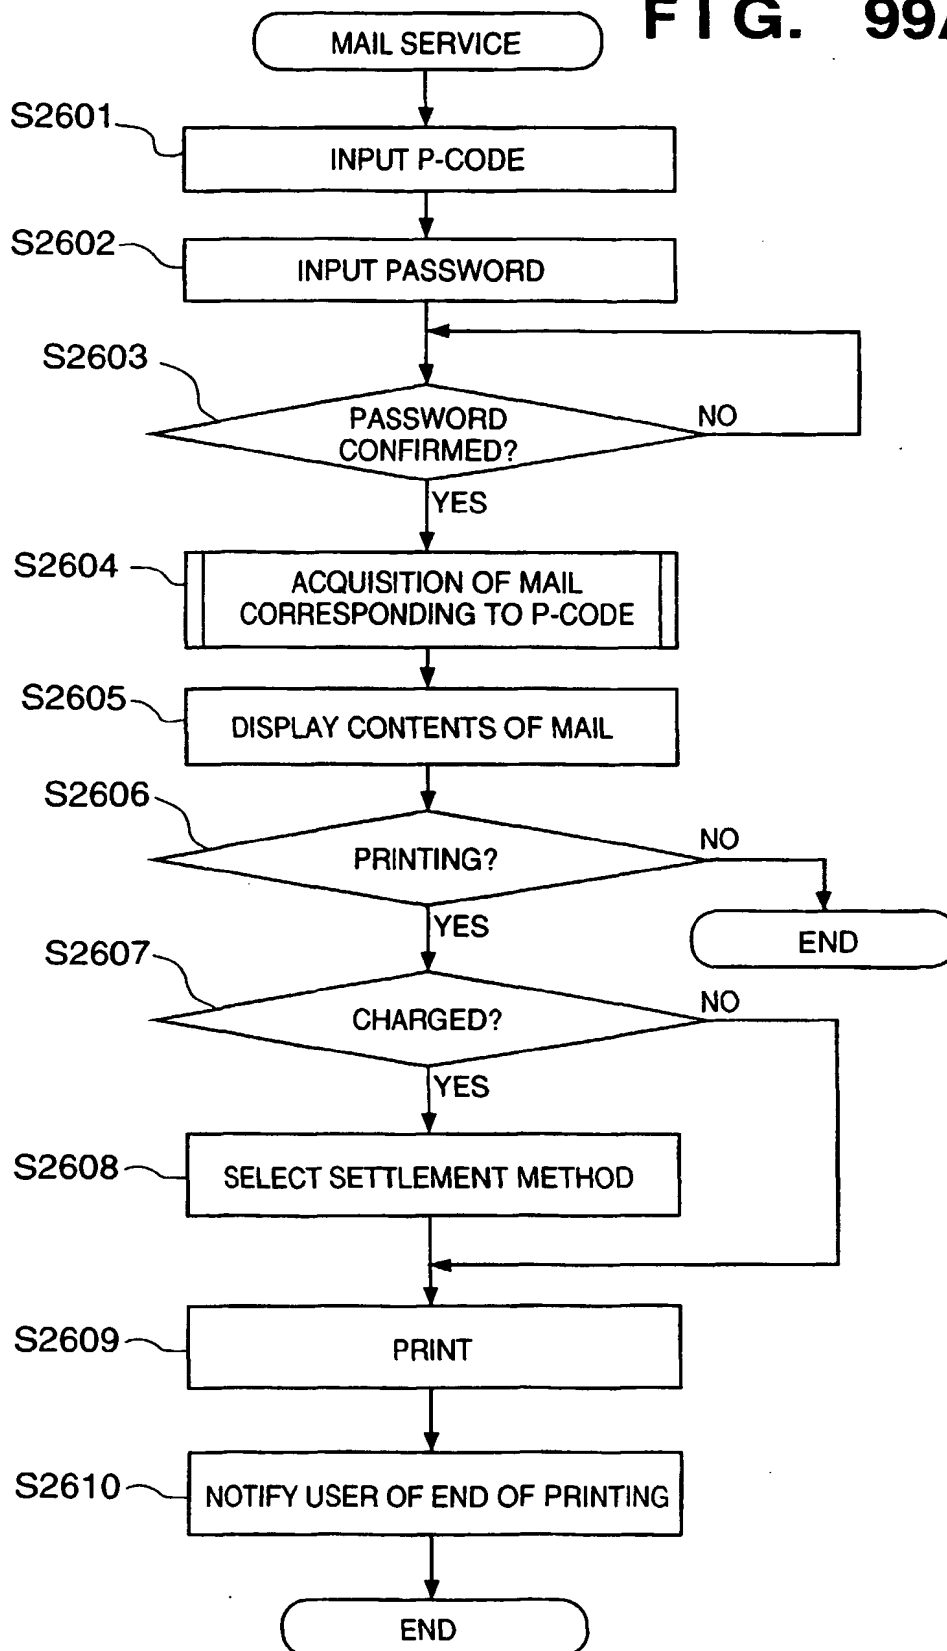 FIG. 99A
MAIL SERVICE
S2601
INPUT P-CODE
S2602
INPUT PASSWORD
S2603
PASSWORD
CONFIRMED?
NO
YES
S2604
ACQUISITION OF MAIL
CORRESPONDING TO P-CODE
S2605
DISPLAY CONTENTS OF MAIL
S2606
PRINTING?
NO
YES
END
S2607
CHARGED?
NO
YES
S2608
SELECT SETTLEMENT METHOD
S2609
PRINT
S2610
NOTIFY USER OF END OF PRINTING
END